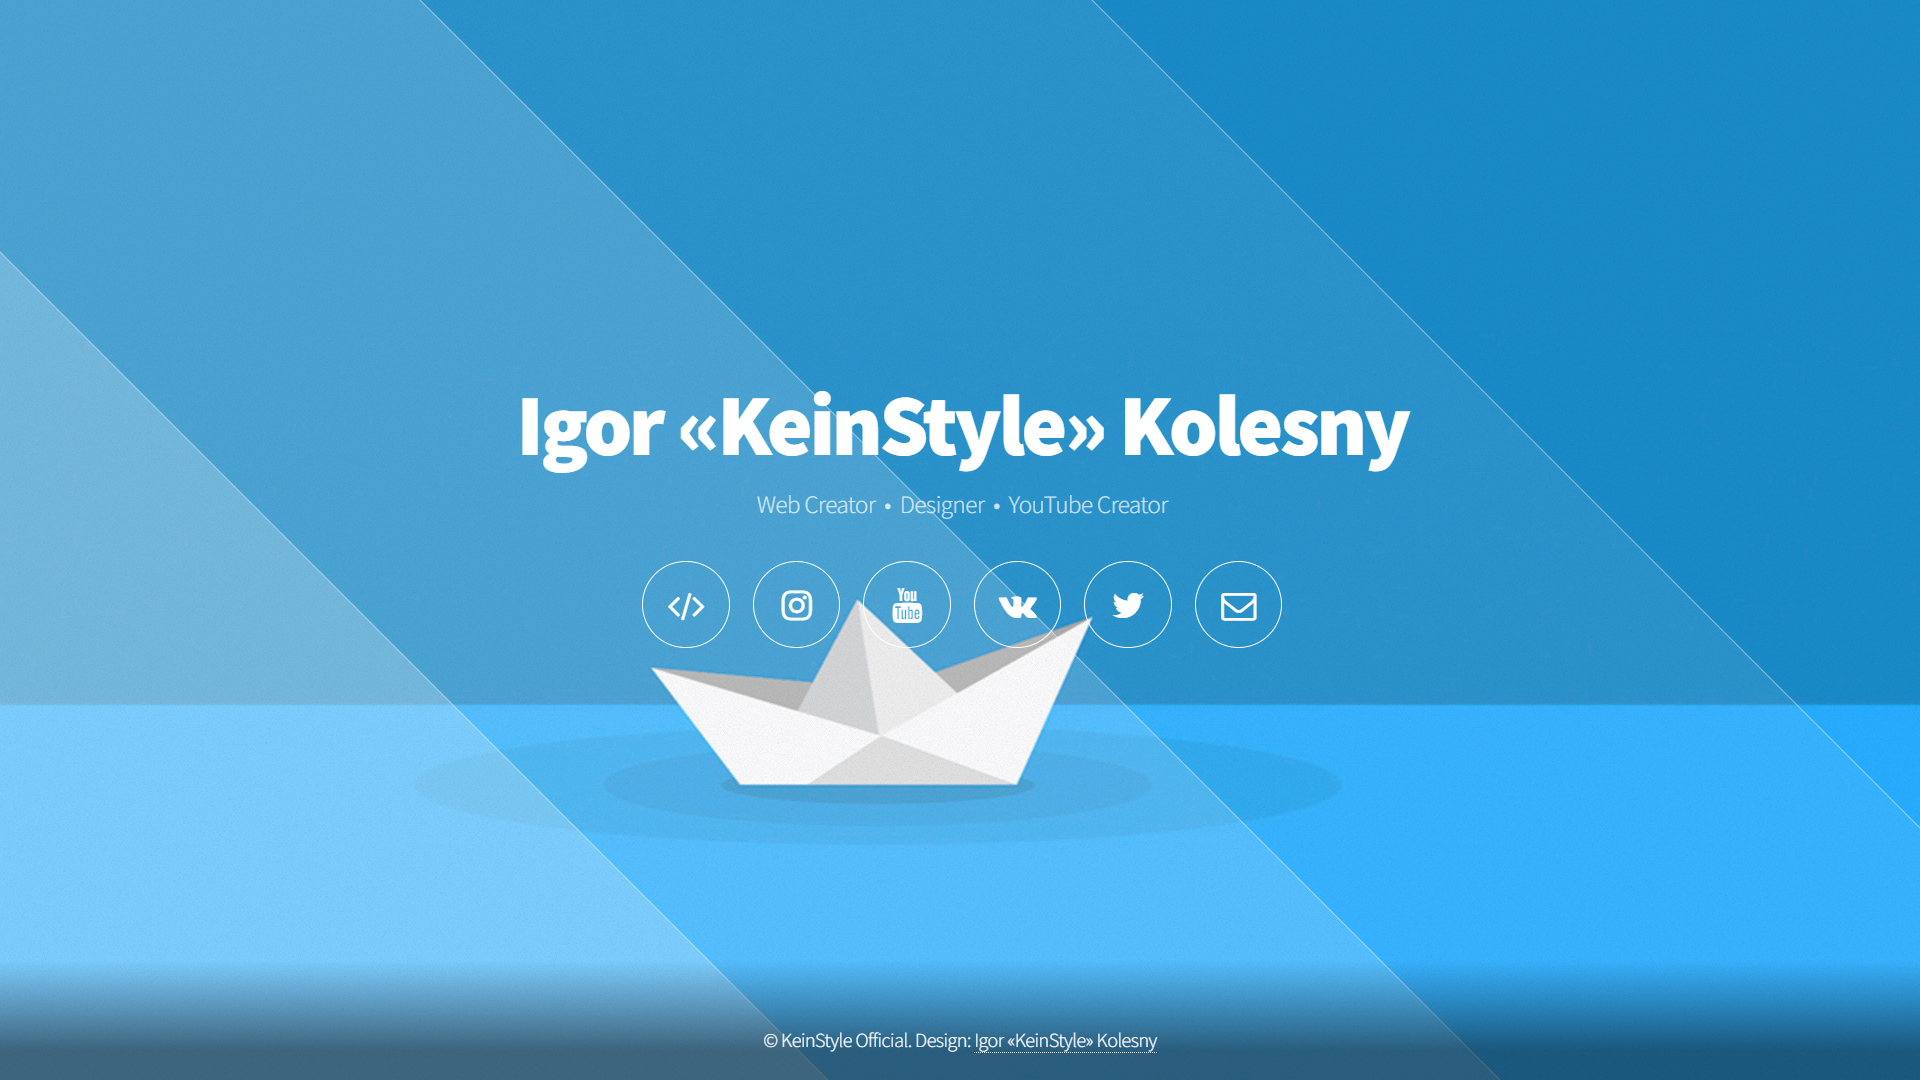 Igor «KeinStyle» Kolesny
Web Creator • Designer • YouTube Creator
You
Tube
© KeinStyle Official. Design: Igor «KeinStyle» Kolesny